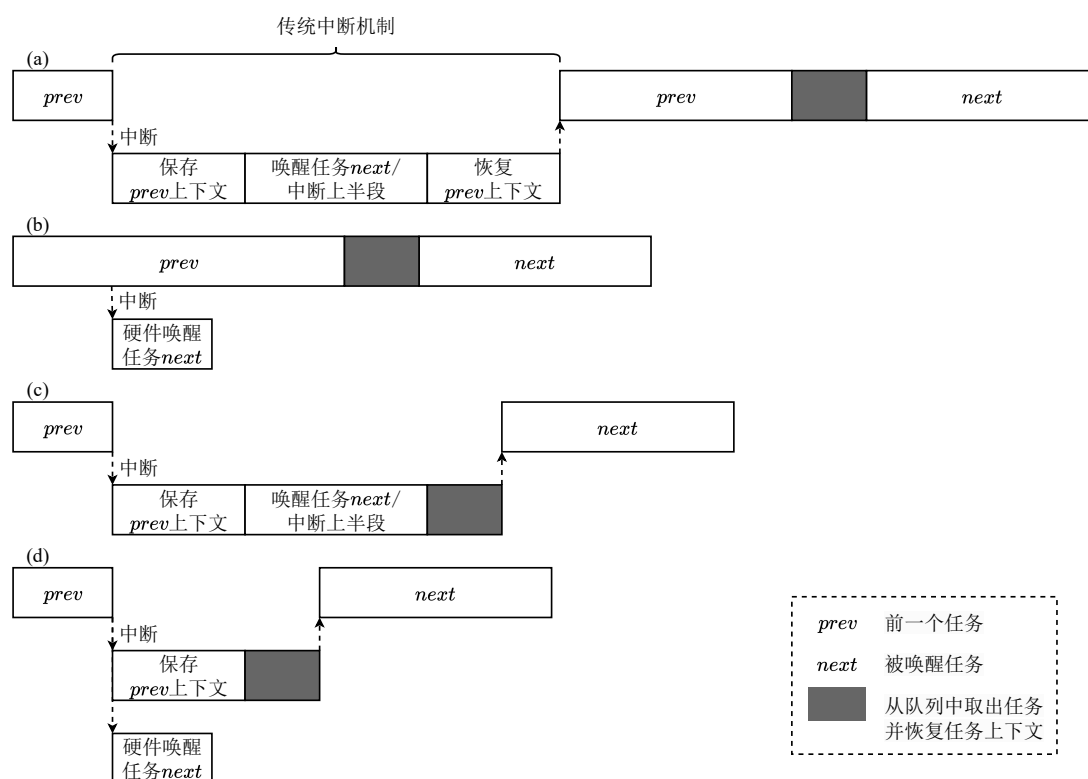 传统中断机制
(a)
prev
prev
next
中断
保存
prev上下文
唤醒任务next/
中断上半段
恢复
prev上下文
(b)
prev
next
中断
硬件唤醒
任务next
(c)
prev
next
中断
保存
prev上下文
唤醒任务next/
中断上半段
(d)
prev
next
中断
保存
prev上下文
硬件唤醒
任务next
prev 前一个任务
next 被唤醒任务
从队列中取出任务
并恢复任务上下文